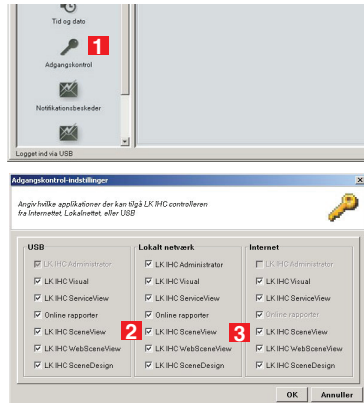 Tid og dato
1
Adgangskontrol
Notifikationsbeskeder
Logget ind via USB
Adgangskontrol-indstillinger
Angiv hvilke applikationer der kan tilgå LK IHC controlleren
fra Internettet, Lokalnettet, eller USB
USB
LK IHC Administrator
LK IHC Visual
LK IHC ServiceView
Online rapporter
LK IHC SceneView
LK IHC WebSceneView
LK IHC SceneDesign
2
Lokalt netværk
LK IHC Administrator
LK IHC Visual
LK IHC ServiceView
Online rapporter
LK IHC SceneView
LK IHC WebSceneView
LK IHC SceneDesign
3
Internet
LK IHC Administrator
LK IHC Visual
LK IHC ServiceView
Online rapporter
LK IHC SceneView
LK IHC WebSceneView
LK IHC SceneDesign
OK
Annuller